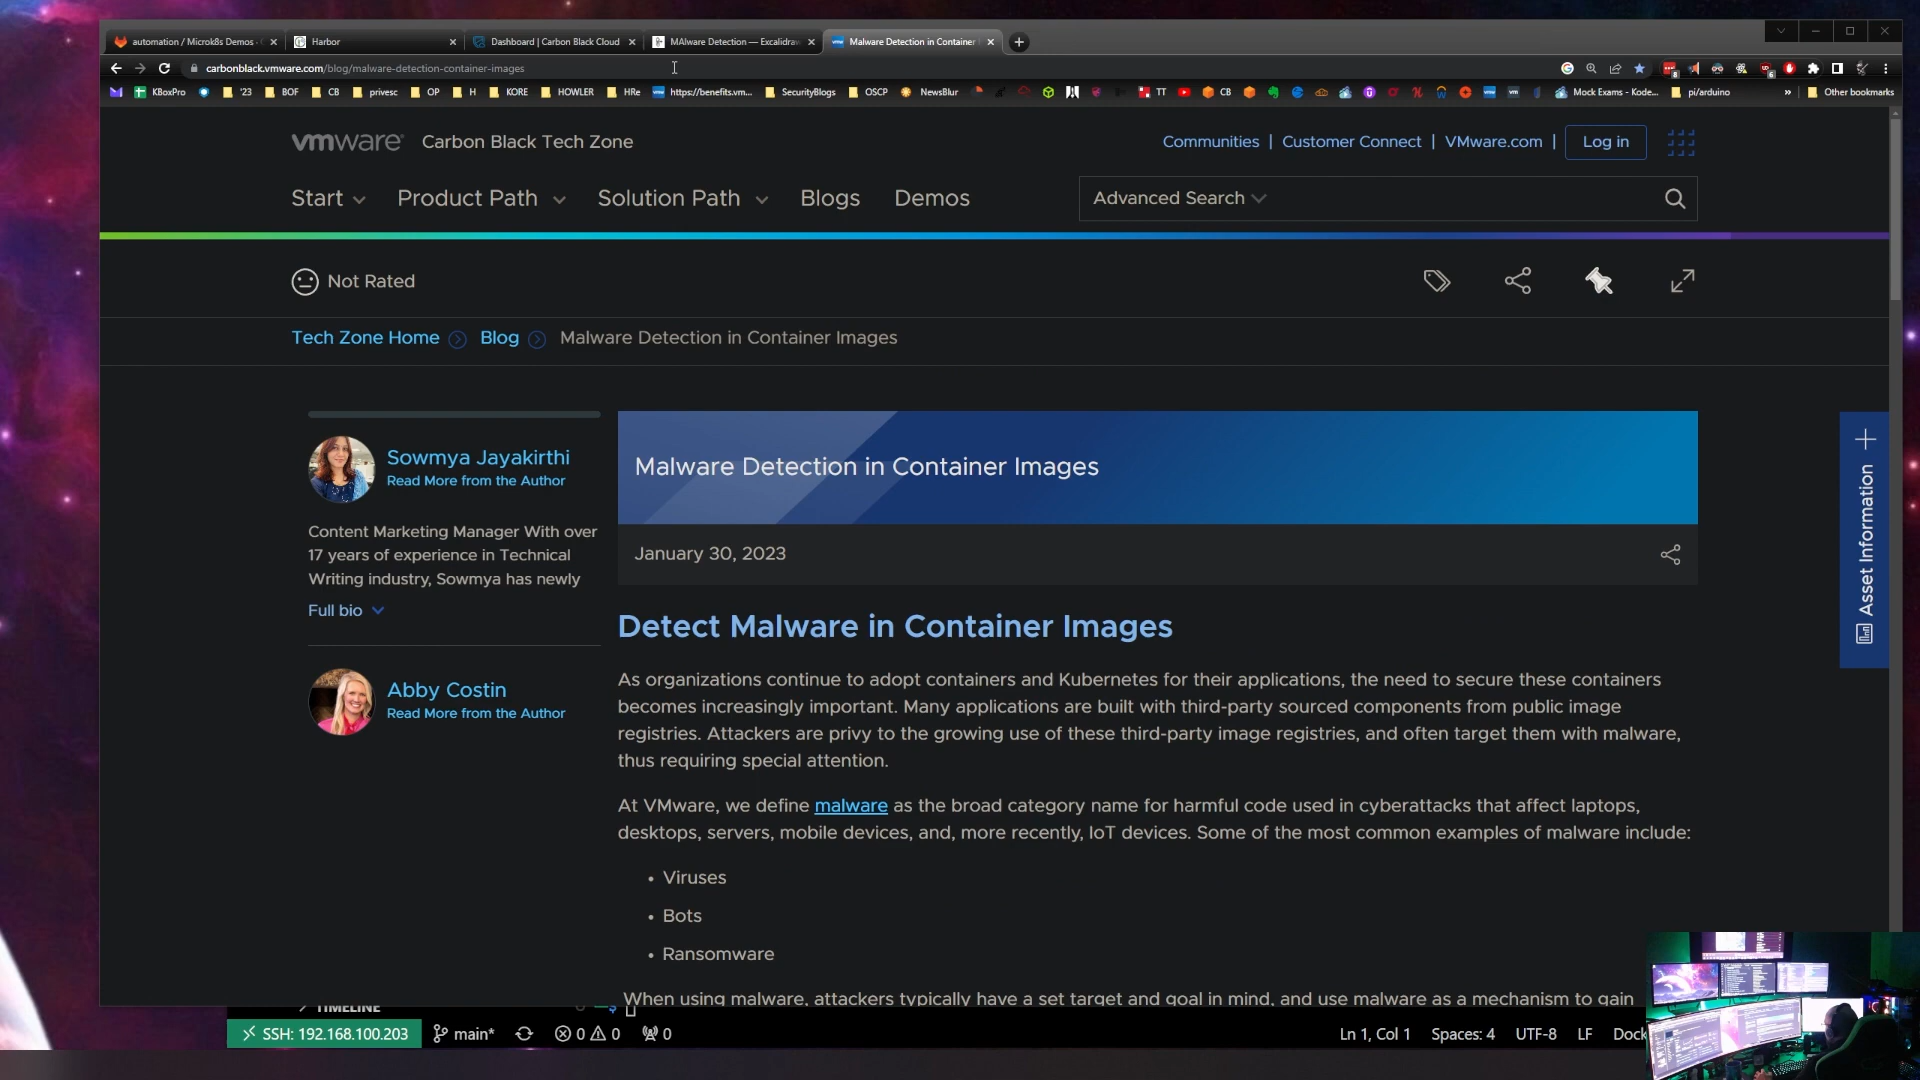 automation / Microk8s Demos ·
Harbor
Dashboard | Carbon Black Cloud
MAlware Detection — Excalidraw
Malware Detection in Container
carbonblack.vmware.com/blog/malware-detection-container-images
KBoxPro
'23
BOF
CB
privesc
OP
H
KORE
HOWLER
HRe
https://benefits.vm...
SecurityBlogs
OSCP
NewsBlur
TT
CB
Mock Exams - Kode...
pi/arduino
»
Other bookmarks
vmware Carbon Black Tech Zone
Communities | Customer Connect | VMware.com | Log in
Start Product Path Solution Path Blogs Demos
Advanced Search
Not Rated
Tech Zone Home Blog Malware Detection in Container Images
Sowmya Jayakirthi
Read More from the Author
Content Marketing Manager With over
17 years of experience in Technical
Writing industry, Sowmya has newly
Full bio
Abby Costin
Read More from the Author
Malware Detection in Container Images
January 30, 2023
Detect Malware in Container Images
As organizations continue to adopt containers and Kubernetes for their applications, the need to secure these containers
becomes increasingly important. Many applications are built with third-party sourced components from public image
registries. Attackers are privy to the growing use of these third-party image registries, and often target them with malware,
thus requiring special attention.
At VMware, we define malware as the broad category name for harmful code used in cyberattacks that affect laptops,
desktops, servers, mobile devices, and, more recently, IoT devices. Some of the most common examples of malware include:
• Viruses
• Bots
• Ransomware
When using malware, attackers typically have a set target and goal in mind, and use malware as a mechanism to gain
Asset Information
TIMELINE
SSH: 192.168.100.203
main*
0 0
0
Ln 1, Col 1
Spaces: 4
UTF-8
LF
Dock